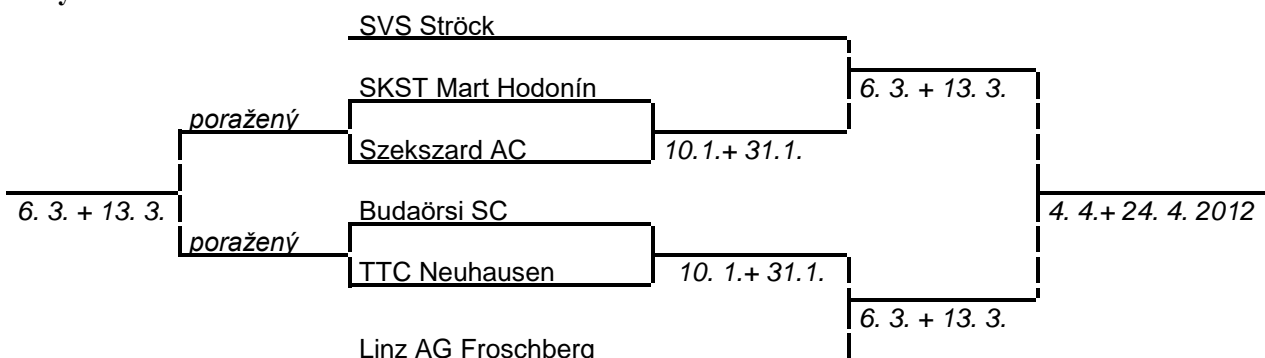 SVS Ströck
SKST Mart Hodonín
6. 3. + 13. 3.
poražený
Szekszard AC
10.1.+ 31.1.
6. 3. + 13. 3.
Budaörsi SC
4. 4.+ 24. 4. 2012
poražený
TTC Neuhausen
10. 1.+ 31.1.
6. 3. + 13. 3.
Linz AG Froschberg